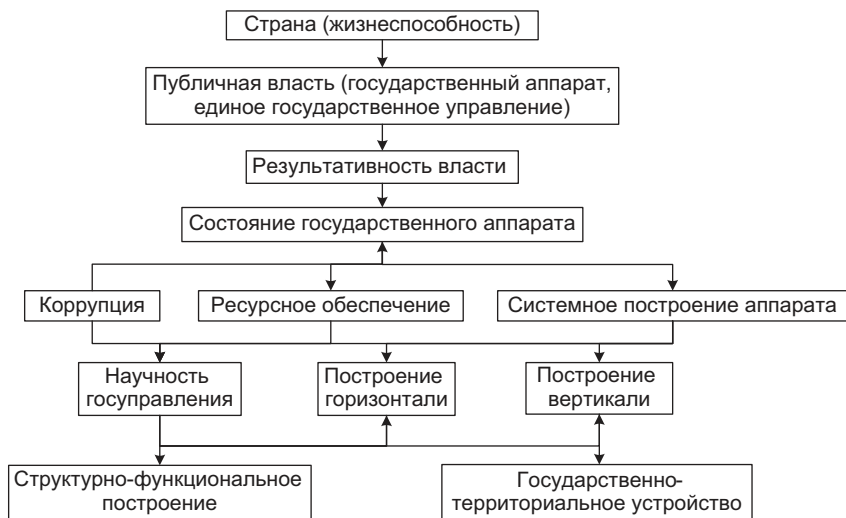 Страна (жизнеспособность)
Публичная власть (государственный аппарат,
единое государственное управление)
Результативность власти
Состояние государственного аппарата
Коррупция
Ресурсное обеспечение
Системное построение аппарата
Научность
госуправления
Построение
горизонтали
Построение
вертикали
Структурно-функциональное
построение
Государственно-
территориальное устройство